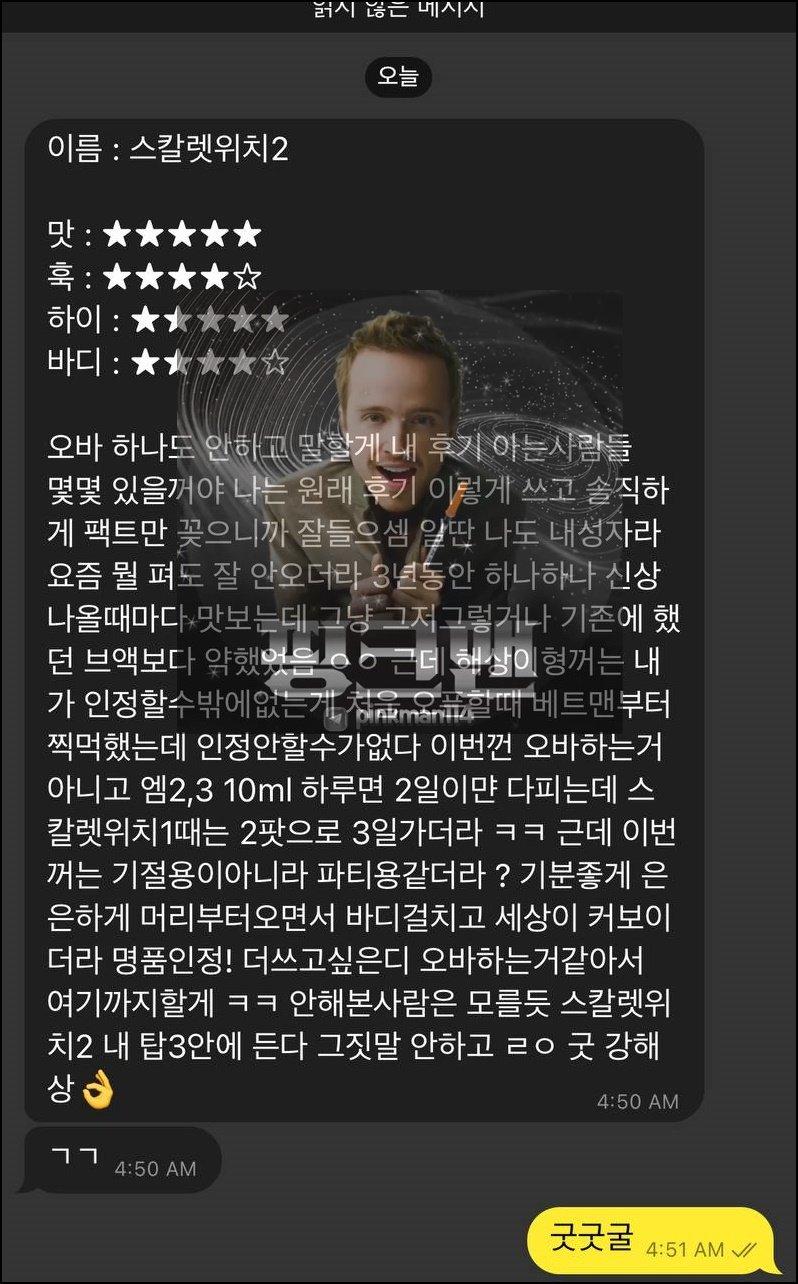 읽지 않은 메시지
오늘
이름 : 스칼렛위치2
맛 : ★★★★★
훅 : ★★★★☆
하이 : ★⯨★★★
바디 : ★⯨★★☆
오바 하나도 안하고 말할게 내 후기 아는사람들
몇몇 있을꺼야 나는 원래 후기 이렇게 쓰고 솔직하
게 팩트만 꽂으니까 잘들으셈 일딴 나도 내성자라
요즘 뭘 펴도 잘 안오더라 3년동안 하나하나 신상
나올때마다 맛보는데 그냥 그저그렇거나 기존에 했
던 브액보다 약했었음 ㅇㅇ 근데 해상이형꺼는 내
가 인정할수밖에없는게 처음 오픈할때 베트맨부터
찍먹했는데 인정안할수가없다 이번껀 오바하는거
아니고 엠2,3 10ml 하루면 2일이먄 다피는데 스
칼렛위치1때는 2팟으로 3일가더라 ㅋㅋ 근데 이번
꺼는 기절용이아니라 파티용같더라 ? 기분좋게 은
은하게 머리부터오면서 바디걸치고 세상이 커보이
더라 명품인정! 더쓰고싶은디 오바하는거같아서
여기까지할게 ㅋㅋ 안해본사람은 모를듯 스칼렛위
치2 내 탑3안에 든다 그짓말 안하고 ㄹㅇ 굿 강해
상👌
4:50 AM
핑크맨
pinkman114
ㄱㄱ 4:50 AM
굿굿굴 4:51 AM